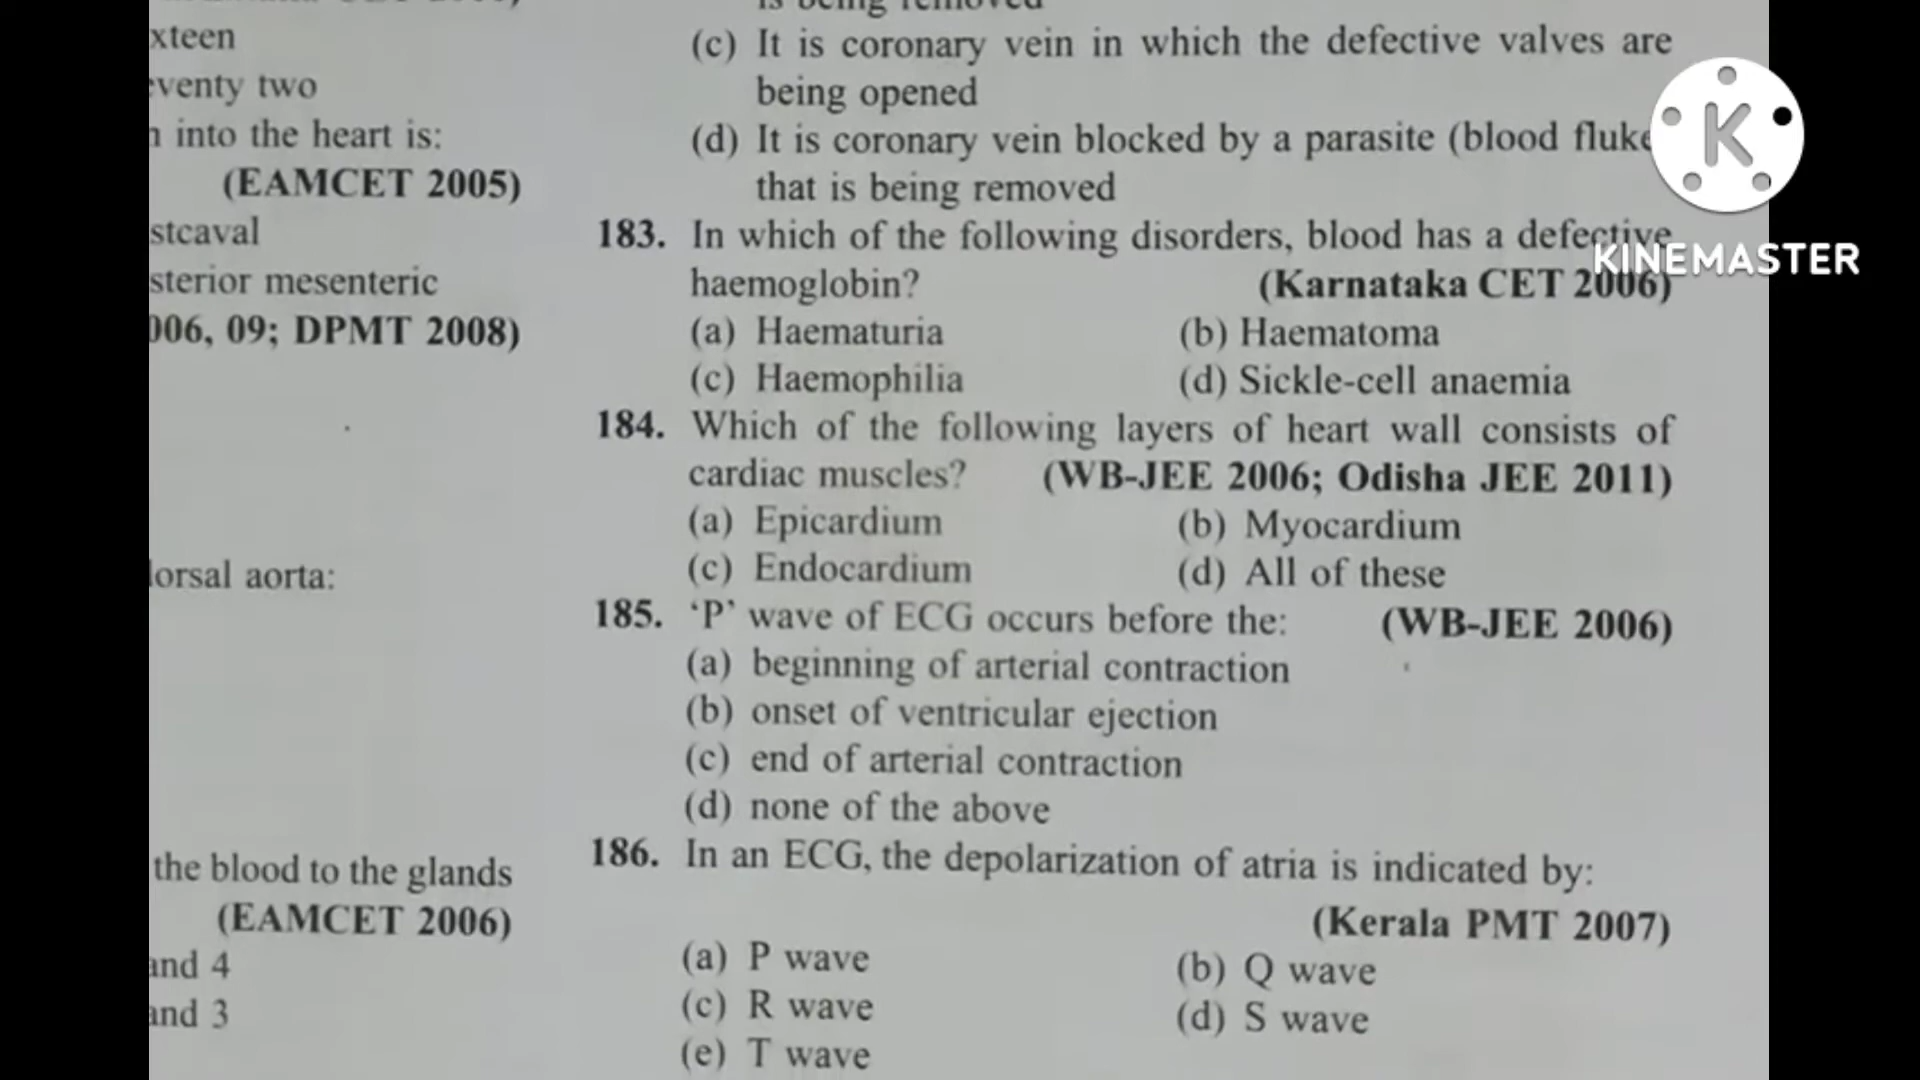 xteen
venty two
into the heart is:
(EAMCET 2005)
stcaval
sterior mesenteric
006, 09; DPMT 2008)
orsal aorta:
the blood to the glands
(EAMCET 2006)
and 4
and 3
is being removed
(c) It is coronary vein in which the defective valves are
being opened
(d) It is coronary vein blocked by a parasite (blood fluke
that is being removed
183. In which of the following disorders, blood has a defective
haemoglobin? (Karnataka CET 2006)
(a) Haematuria (b) Haematoma
(c) Haemophilia (d) Sickle-cell anaemia
184. Which of the following layers of heart wall consists of
cardiac muscles? (WB-JEE 2006; Odisha JEE 2011)
(a) Epicardium (b) Myocardium
(c) Endocardium (d) All of these
185. ‘P’ wave of ECG occurs before the: (WB-JEE 2006)
(a) beginning of arterial contraction
(b) onset of ventricular ejection
(c) end of arterial contraction
(d) none of the above
186. In an ECG, the depolarization of atria is indicated by:
(Kerala PMT 2007)
(a) P wave (b) Q wave
(c) R wave (d) S wave
(e) T wave
K
KINEMASTER